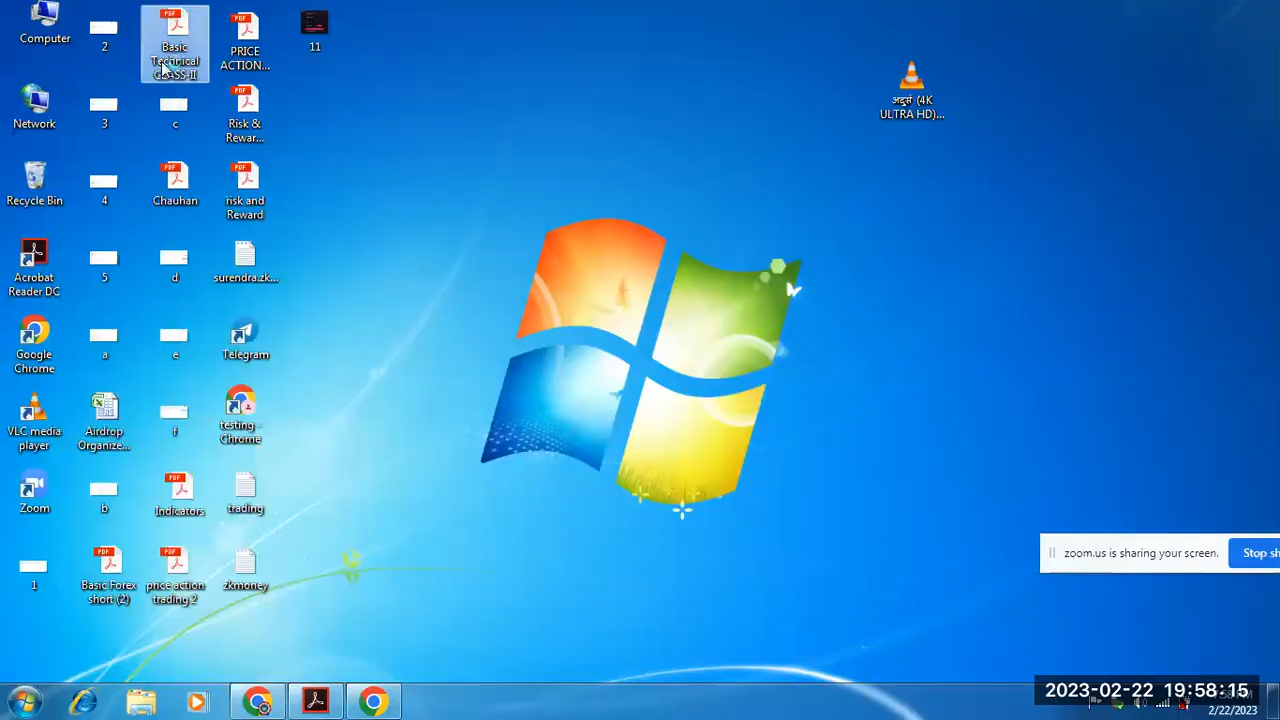 Computer
2
Basic
Technical
CLASS-II
PRICE
ACTION...
11
Network
3
c
Risk &
Rewar...
अदुर्स (4K
ULTRA HD)...
Recycle Bin
4
Chauhan
risk and
Reward
Acrobat
Reader DC
5
d
surendra.zk...
Google
Chrome
a
e
Telegram
VLC media
player
Airdrop
Organize...
f
testing -
Chrome
Zoom
b
Indicators
trading
1
Basic Forex
short (2)
price action
trading 2
zkmoney
zoom.us is sharing your screen.
Stop sh
2023-02-22 19:58:15
2/22/2023